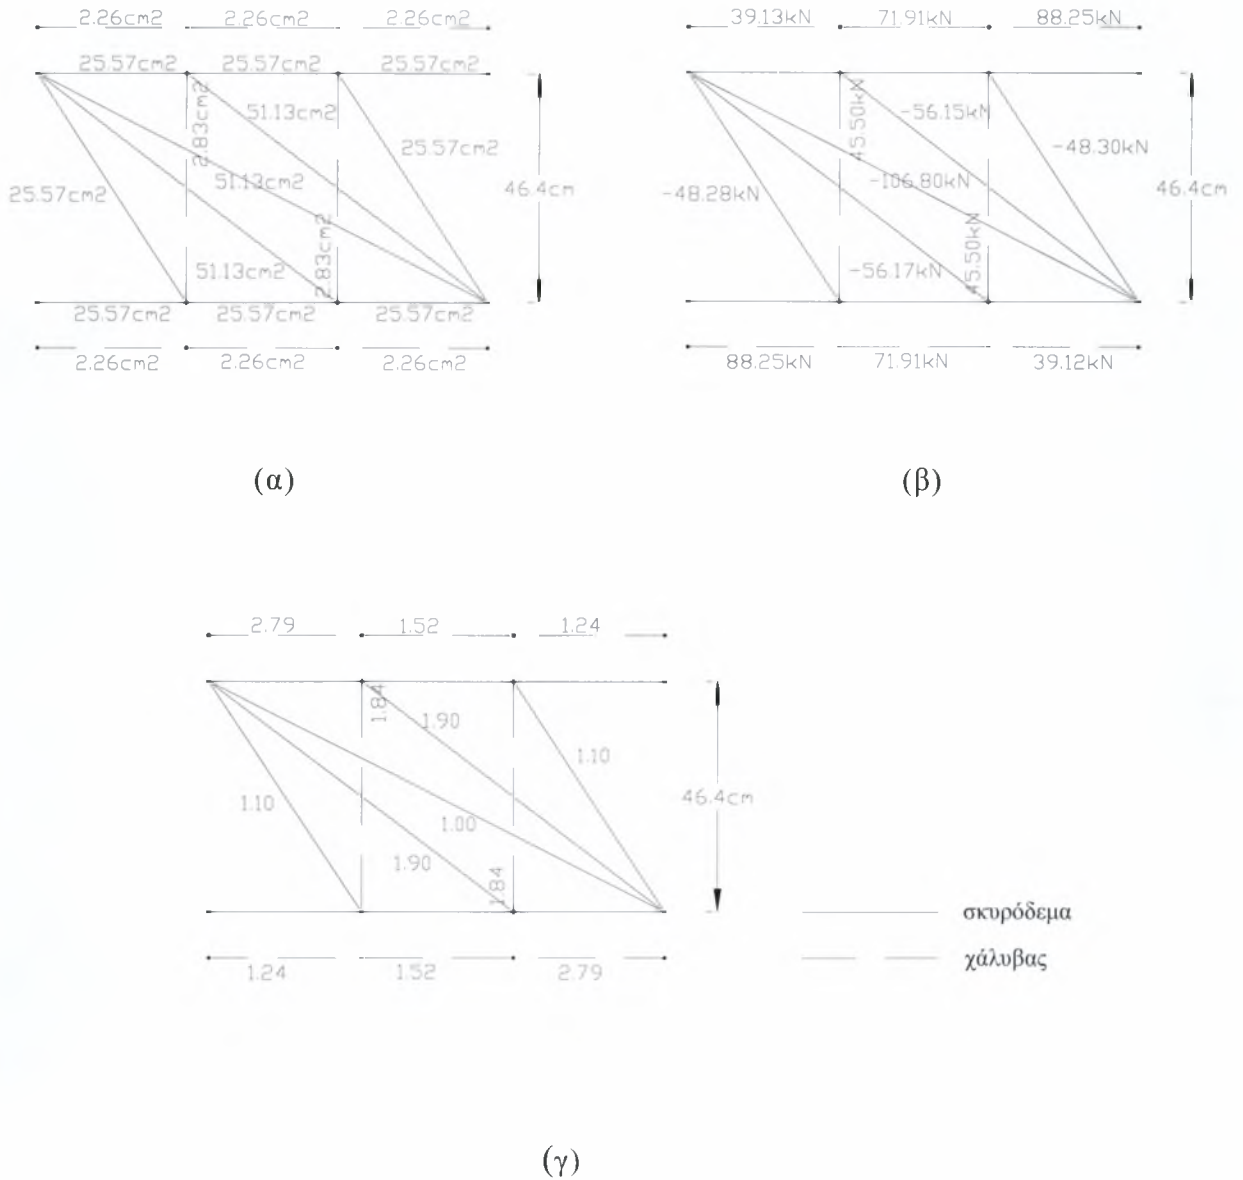 2.26cm2 2.26cm2 2.26cm2
25.57cm2 25.57cm2 25.57cm2
2.83cm2
51.13cm2
25.57cm2
25.57cm2
51.13cm2
46.4cm
2.83cm2
51.13cm2
25.57cm2 25.57cm2 25.57cm2
2.26cm2 2.26cm2 2.26cm2
(α)
39.13kN 71.91kN 88.25kN
45.50kN
-56.15kN
-48.30kN
-48.28kN
-106.80kN
46.4cm
45.50kN
-56.17kN
88.25kN 71.91kN 39.12kN
(β)
2.79 1.52 1.24
1.84
1.90
1.10
1.10
1.00
46.4cm
1.90
1.84
1.24 1.52 2.79
σκυρόδεμα
χάλυβας
(γ)